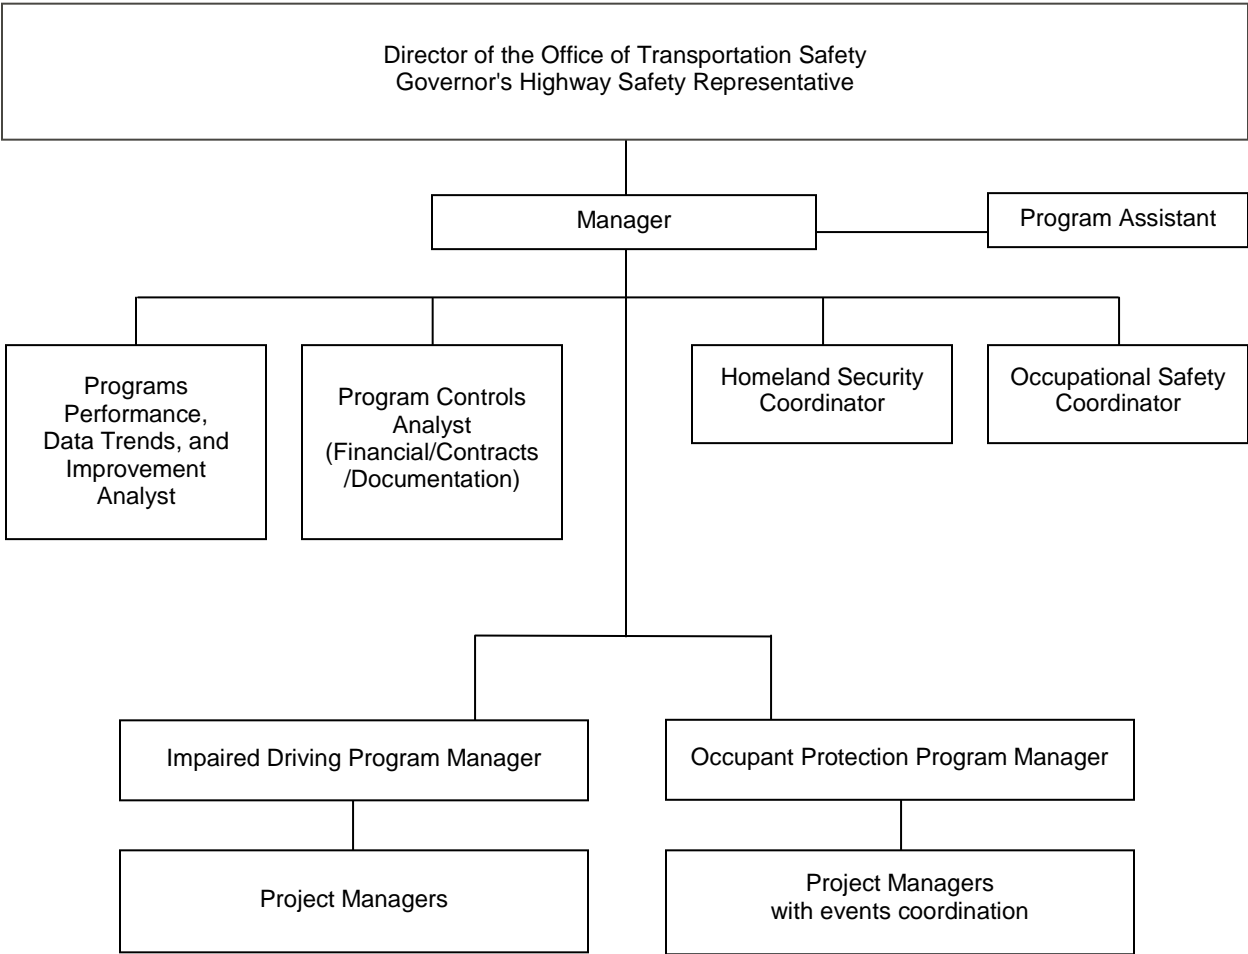 Director of the Office of Transportation Safety
Governor's Highway Safety Representative
Manager
Program Assistant
Programs
Performance,
Data Trends, and
Improvement
Analyst
Program Controls
Analyst
(Financial/Contracts
/Documentation)
Homeland Security
Coordinator
Occupational Safety
Coordinator
Impaired Driving Program Manager
Occupant Protection Program Manager
Project Managers
Project Managers
with events coordination